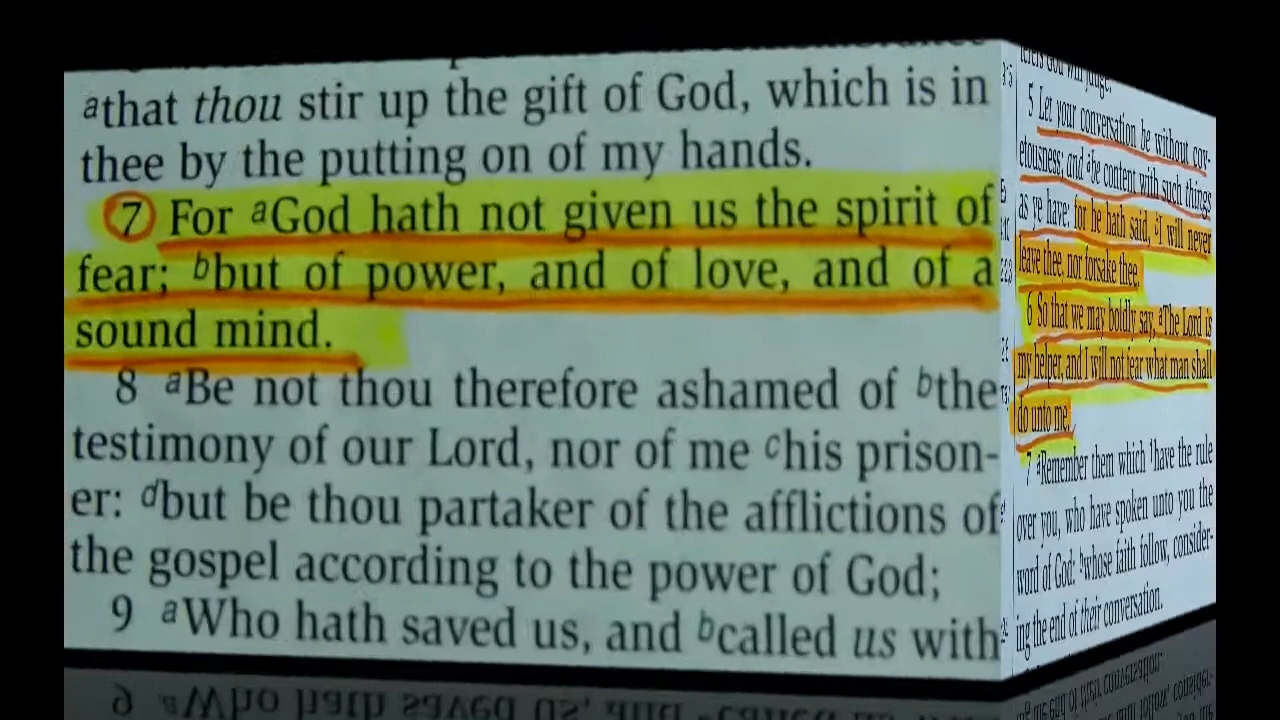 ᵃthat thou stir up the gift of God, which is in
thee by the putting on of my hands.
7 For ᵃGod hath not given us the spirit of
fear; ᵇbut of power, and of love, and of a
sound mind.
8 ᵃBe not thou therefore ashamed of ᵇthe
testimony of our Lord, nor of me ᶜhis prison-
er: ᵈbut be thou partaker of the afflictions of
the gospel according to the power of God;
9 ᵃWho hath saved us, and ᵇcalled us with
God will judge.
5 Let your conversation be without cov-
etousness; and ᵃbe content with such things
as ye have: for he hath said, ᶜI will never
leave thee, nor forsake thee.
6 So that we may boldly say, ᵃThe Lord is
my helper, and I will not fear what man shall
do unto me.
7 ᵃRemember them which ¹have the rule
over you, who have spoken unto you the
word of God: ᵇwhose faith follow, consider-
ing the end of their conversation.